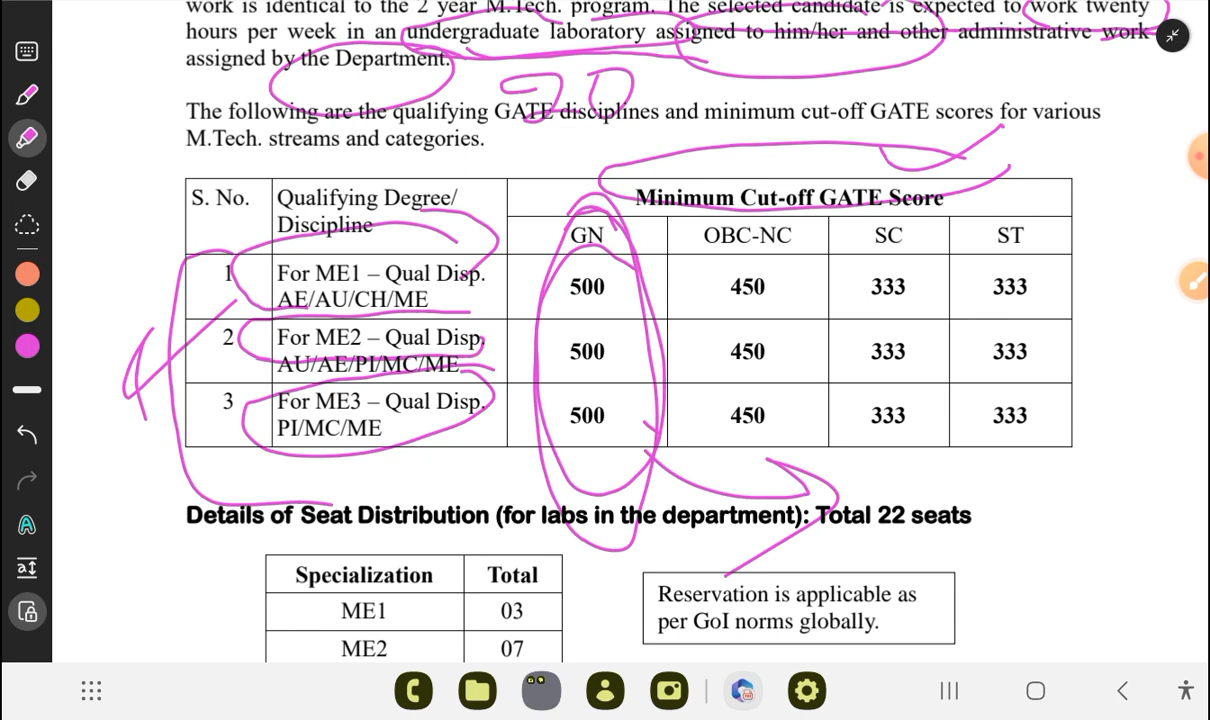 work is identical to the 2 year M.Tech. program. The selected candidate is expected to work twenty
hours per week in an undergraduate laboratory assigned to him/her and other administrative work
assigned by the Department.
30
The following are the qualifying GATE disciplines and minimum cut-off GATE scores for various
M.Tech. streams and categories.
S. No. Qualifying Degree/ Discipline Minimum Cut-off GATE Score
GN OBC-NC SC ST
1 For ME1 – Qual Disp. AE/AU/CH/ME 500 450 333 333
2 For ME2 – Qual Disp. AU/AE/PI/MC/ME 500 450 333 333
3 For ME3 – Qual Disp. PI/MC/ME 500 450 333 333
Details of Seat Distribution (for labs in the department): Total 22 seats
Specialization Total
ME1 03
ME2 07
Reservation is applicable as
per GoI norms globally.